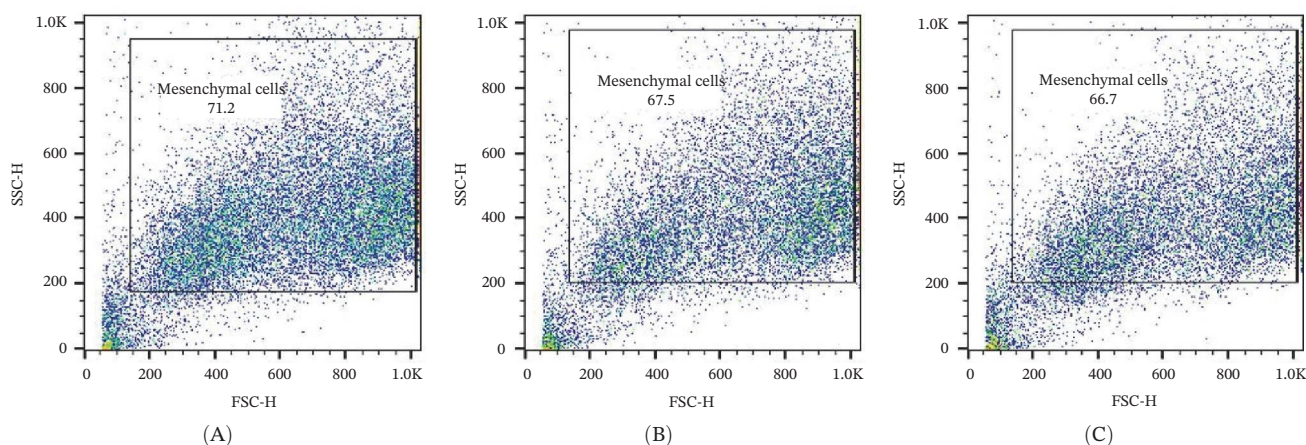 1.0K
800
600
400
200
0
SSC-H
Mesenchymal cells
71.2
0 200 400 600 800 1.0K
FSC-H
(A)
1.0K
800
600
400
200
0
SSC-H
Mesenchymal cells
67.5
0 200 400 600 800 1.0K
FSC-H
(B)
1.0K
800
600
400
200
0
SSC-H
Mesenchymal cells
66.7
0 200 400 600 800 1.0K
FSC-H
(C)